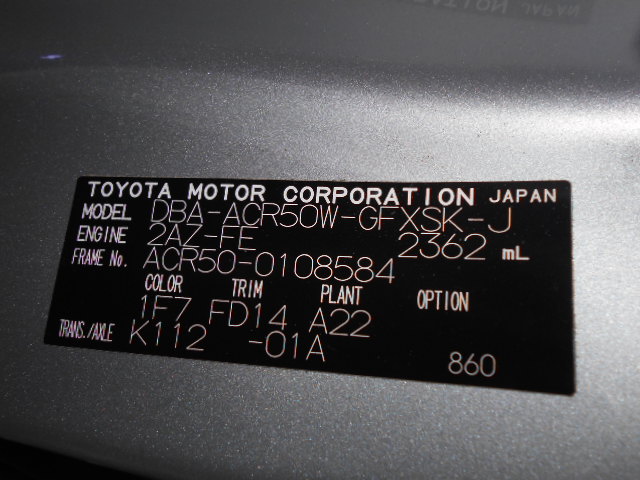 TOYOTA MOTOR CORPORATION JAPAN
MODEL DBA-ACR50W-GFXSK-J
ENGINE 2AZ-FE 2362 mL
FRAME No. ACR50-0108584
COLOR TRIM PLANT OPTION
1F7 FD14 A22
TRANS./AXLE K112 -01A
860